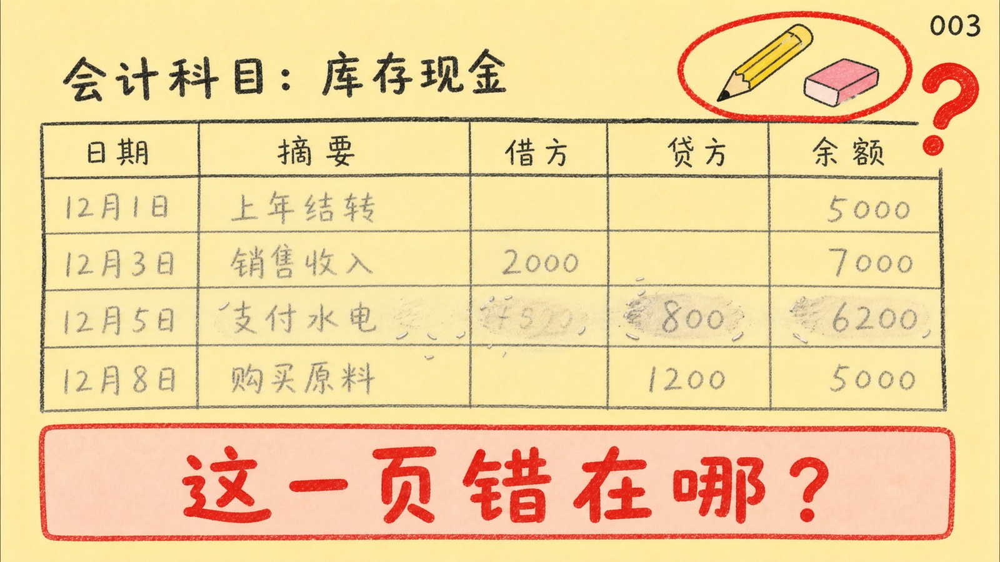 003
会计科目：库存现金
日期 摘要 借方 贷方 余额
12月1日 上年结转 5000
12月3日 销售收入 2000 7000
12月5日 支付水电 800 6200
12月8日 购买原料 1200 5000
这一页错在哪？